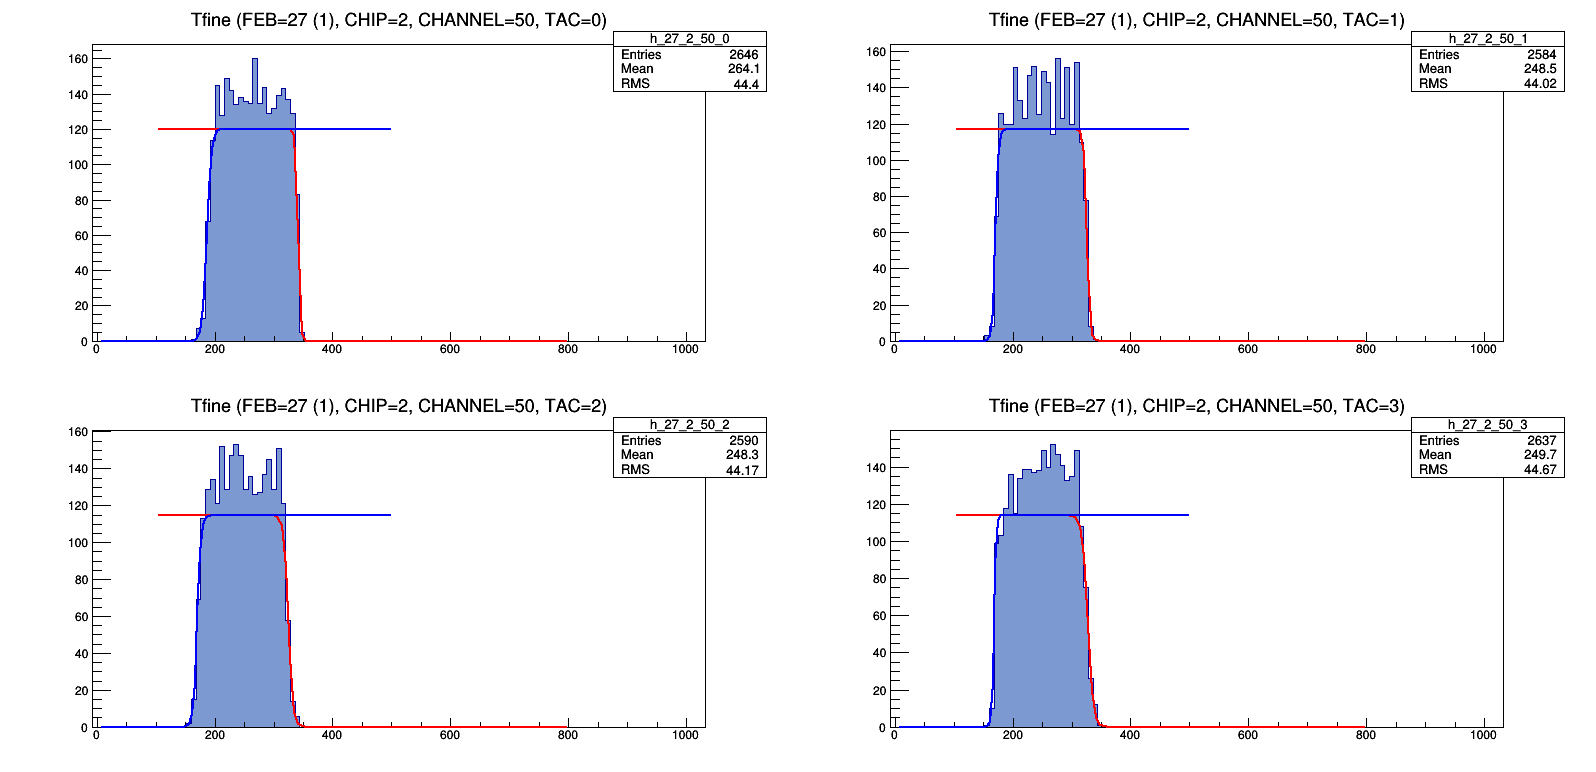 Tfine (FEB=27 (1), CHIP=2, CHANNEL=50, TAC=0)
h_27_2_50_0
Entries 2646
Mean 264.1
RMS 44.4
160
140
120
100
80
60
40
20
0
0 200 400 600 800 1000
Tfine (FEB=27 (1), CHIP=2, CHANNEL=50, TAC=1)
h_27_2_50_1
Entries 2584
Mean 248.5
RMS 44.02
160
140
120
100
80
60
40
20
0
0 200 400 600 800 1000
Tfine (FEB=27 (1), CHIP=2, CHANNEL=50, TAC=2)
h_27_2_50_2
Entries 2590
Mean 248.3
RMS 44.17
160
140
120
100
80
60
40
20
0
0 200 400 600 800 1000
Tfine (FEB=27 (1), CHIP=2, CHANNEL=50, TAC=3)
h_27_2_50_3
Entries 2637
Mean 249.7
RMS 44.67
140
120
100
80
60
40
20
0
0 200 400 600 800 1000